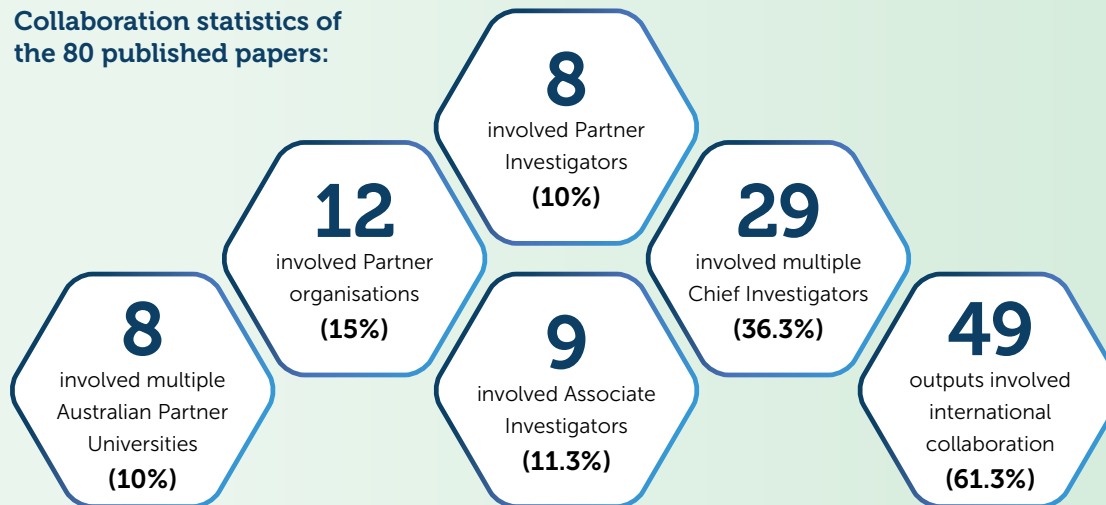 Collaboration statistics of
the 80 published papers:
8
involved Partner
Investigators
(10%)
12
involved Partner
organisations
(15%)
29
involved multiple
Chief Investigators
(36.3%)
8
involved multiple
Australian Partner
Universities
(10%)
9
involved Associate
Investigators
(11.3%)
49
outputs involved
international
collaboration
(61.3%)